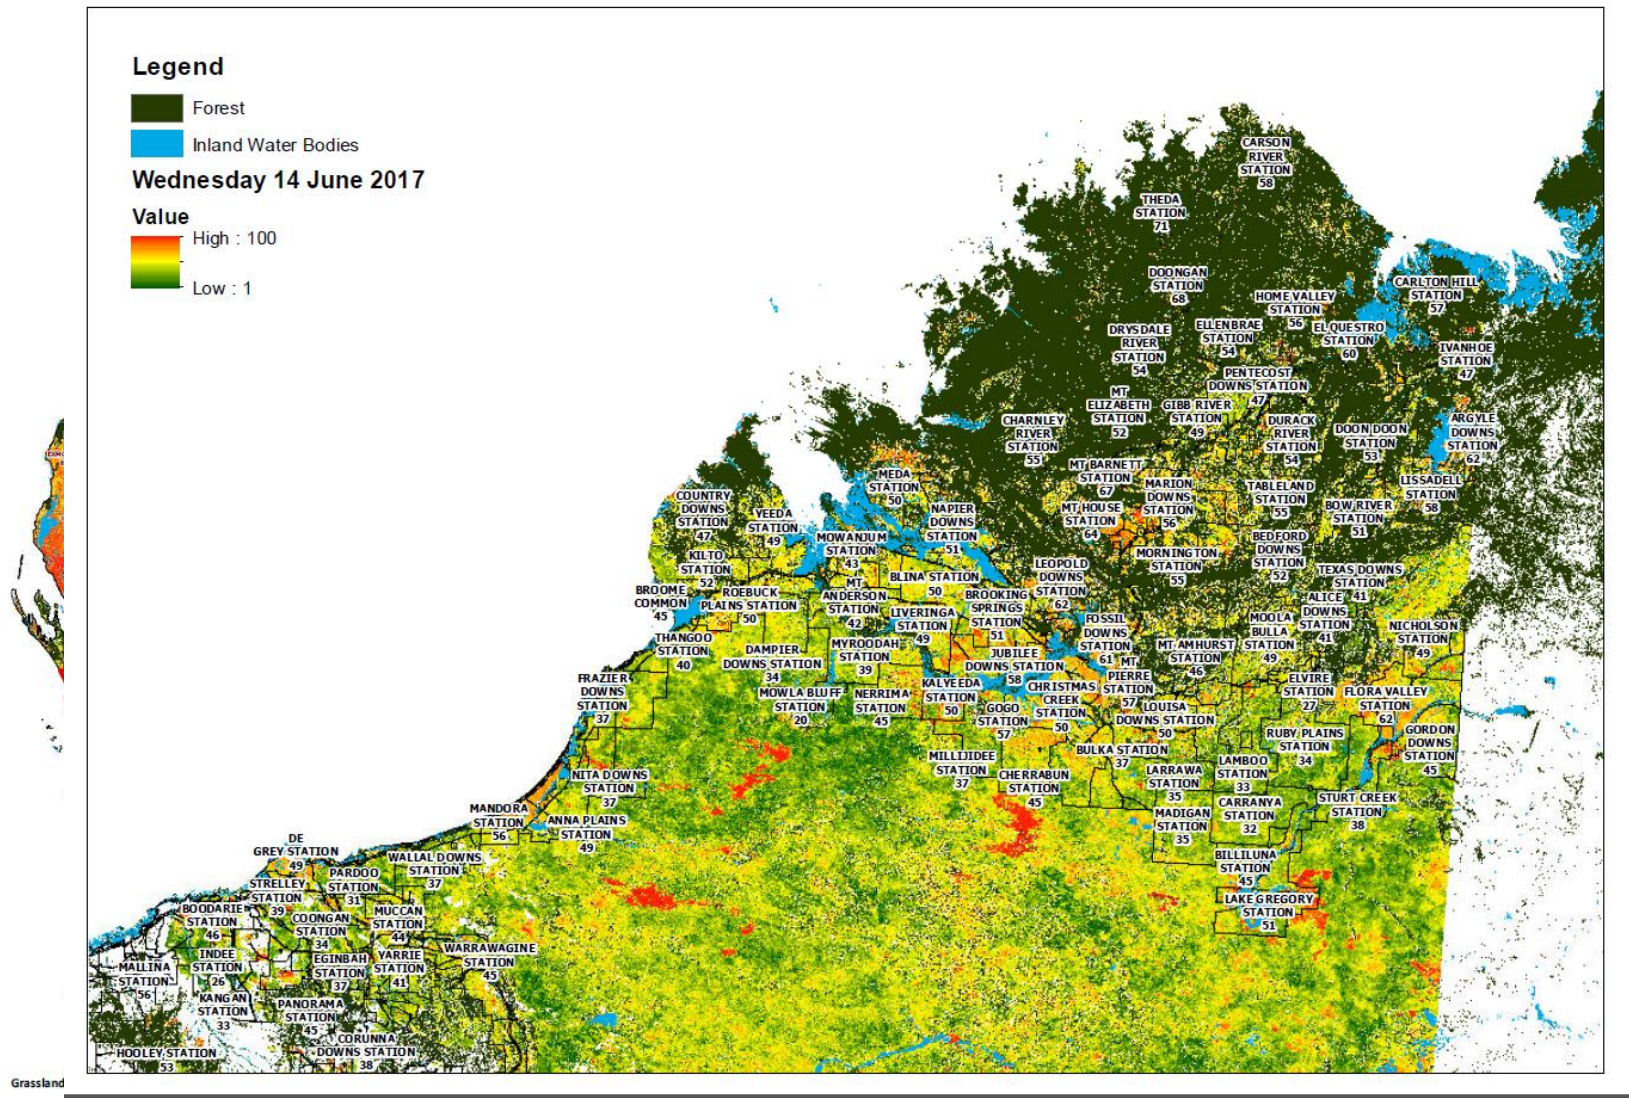 Legend
Forest
Inland Water Bodies
Wednesday 14 June 2017
Value
High : 100
Low : 1
CARSON
RIVER
STATION
58
THEDA
STATION
71
DOONGAN
STATION
68
CARLTON HILL
STATION
57
HOME VALLEY
STATION
56
EL QUESTRO
STATION
60
ELLENBRAE
STATION
54
DRYSDALE
RIVER
STATION
54
IVANHOE
STATION
47
PENTECOST
DOWNS STATION
47
MT
ELIZABETH
STATION
52
GIBB RIVER
STATION
49
CHARNLEY
RIVER
STATION
55
DURACK
RIVER
STATION
54
DOON DOON
STATION
53
ARGYLE
DOWNS
STATION
62
MT BARNETT
STATION
67
MEDA
STATION
50
MARION
DOWNS
STATION
56
TABLELAND
STATION
55
LISSADELL
STATION
58
COUNTRY
DOWNS
STATION
47
YEEDA
STATION
49
NAPIER
DOWNS
STATION
51
MT HOUSE
STATION
64
BOW RIVER
STATION
51
MOWANJUM
STATION
43
BEDFORD
DOWNS
STATION
52
MORNINGTON
STATION
55
KILTO
STATION
52
LEOPOLD
DOWNS
STATION
62
TEXAS DOWNS
STATION
41
BLINA STATION
50
MT
ANDERSON
STATION
42
BROOME
COMMON
45
ROEBUCK
PLAINS STATION
50
BROOKING
SPRINGS
STATION
51
ALICE
DOWNS
STATION
41
LIVERINGA
STATION
49
FOSSIL
DOWNS
STATION
61
MOOLA
BULLA
STATION
49
NICHOLSON
STATION
49
THANGOO
STATION
40
DAMPIER
DOWNS STATION
34
MYROODAH
STATION
39
JUBILEE
DOWNS STATION
58
MT AMHURST
STATION
46
MT
PIERRE
STATION
57
FRAZIER
DOWNS
STATION
37
MOWLA BLUFF
STATION
20
NERRIMA
STATION
45
KALYEEDA
STATION
50
CHRISTMAS
CREEK
STATION
50
ELVIRE
STATION
27
FLORA VALLEY
STATION
62
GOGO
STATION
57
LOUISA
DOWNS STATION
50
RUBY PLAINS
STATION
34
GORDON
DOWNS
STATION
45
BULKA STATION
37
MILLIJIDEE
STATION
37
CHERRABUN
STATION
45
LARRAWA
STATION
35
LAMBOO
STATION
33
NITA DOWNS
STATION
37
MANDORA
STATION
56
ANNA PLAINS
STATION
49
MADIGAN
STATION
35
CARRANYA
STATION
32
STURT CREEK
STATION
38
BILLILUNA
STATION
45
LAKE GREGORY
STATION
51
DE
GREY STATION
49
WALLAL DOWNS
STATION
37
PARDOO
STATION
31
STRELLEY
STATION
39
BOODARIE
STATION
46
COONGAN
STATION
34
MUCCAN
STATION
44
WARRAWAGINE
STATION
45
INDEE
STATION
26
EGINBAH
STATION
37
YARRIE
STATION
41
MALLINA
STATION
56
KANGAN
STATION
33
PANORAMA
STATION
45
CORUNNA
DOWNS STATION
38
HOOLEY STATION
53
Grassland